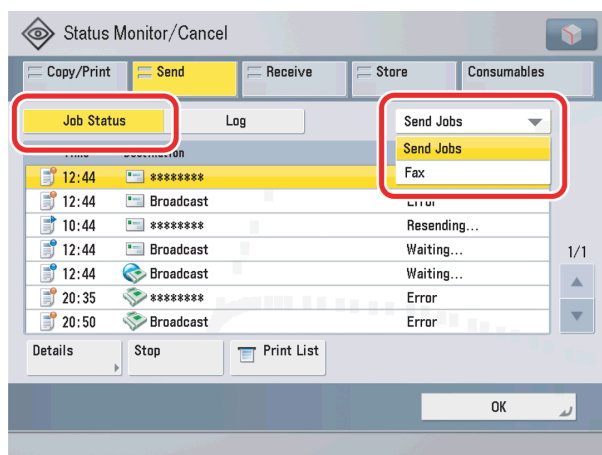 Status Monitor/Cancel
Copy/Print Send Receive Store Consumables
Job Status Log Send Jobs
Send Jobs
Fax
12:44 ********
12:44 Broadcast Error
10:44 ******** Resending...
12:44 Broadcast Waiting...
12:44 Broadcast Waiting...
20:35 ******** Error
20:50 Broadcast Error
1/1
Details Stop Print List
OK